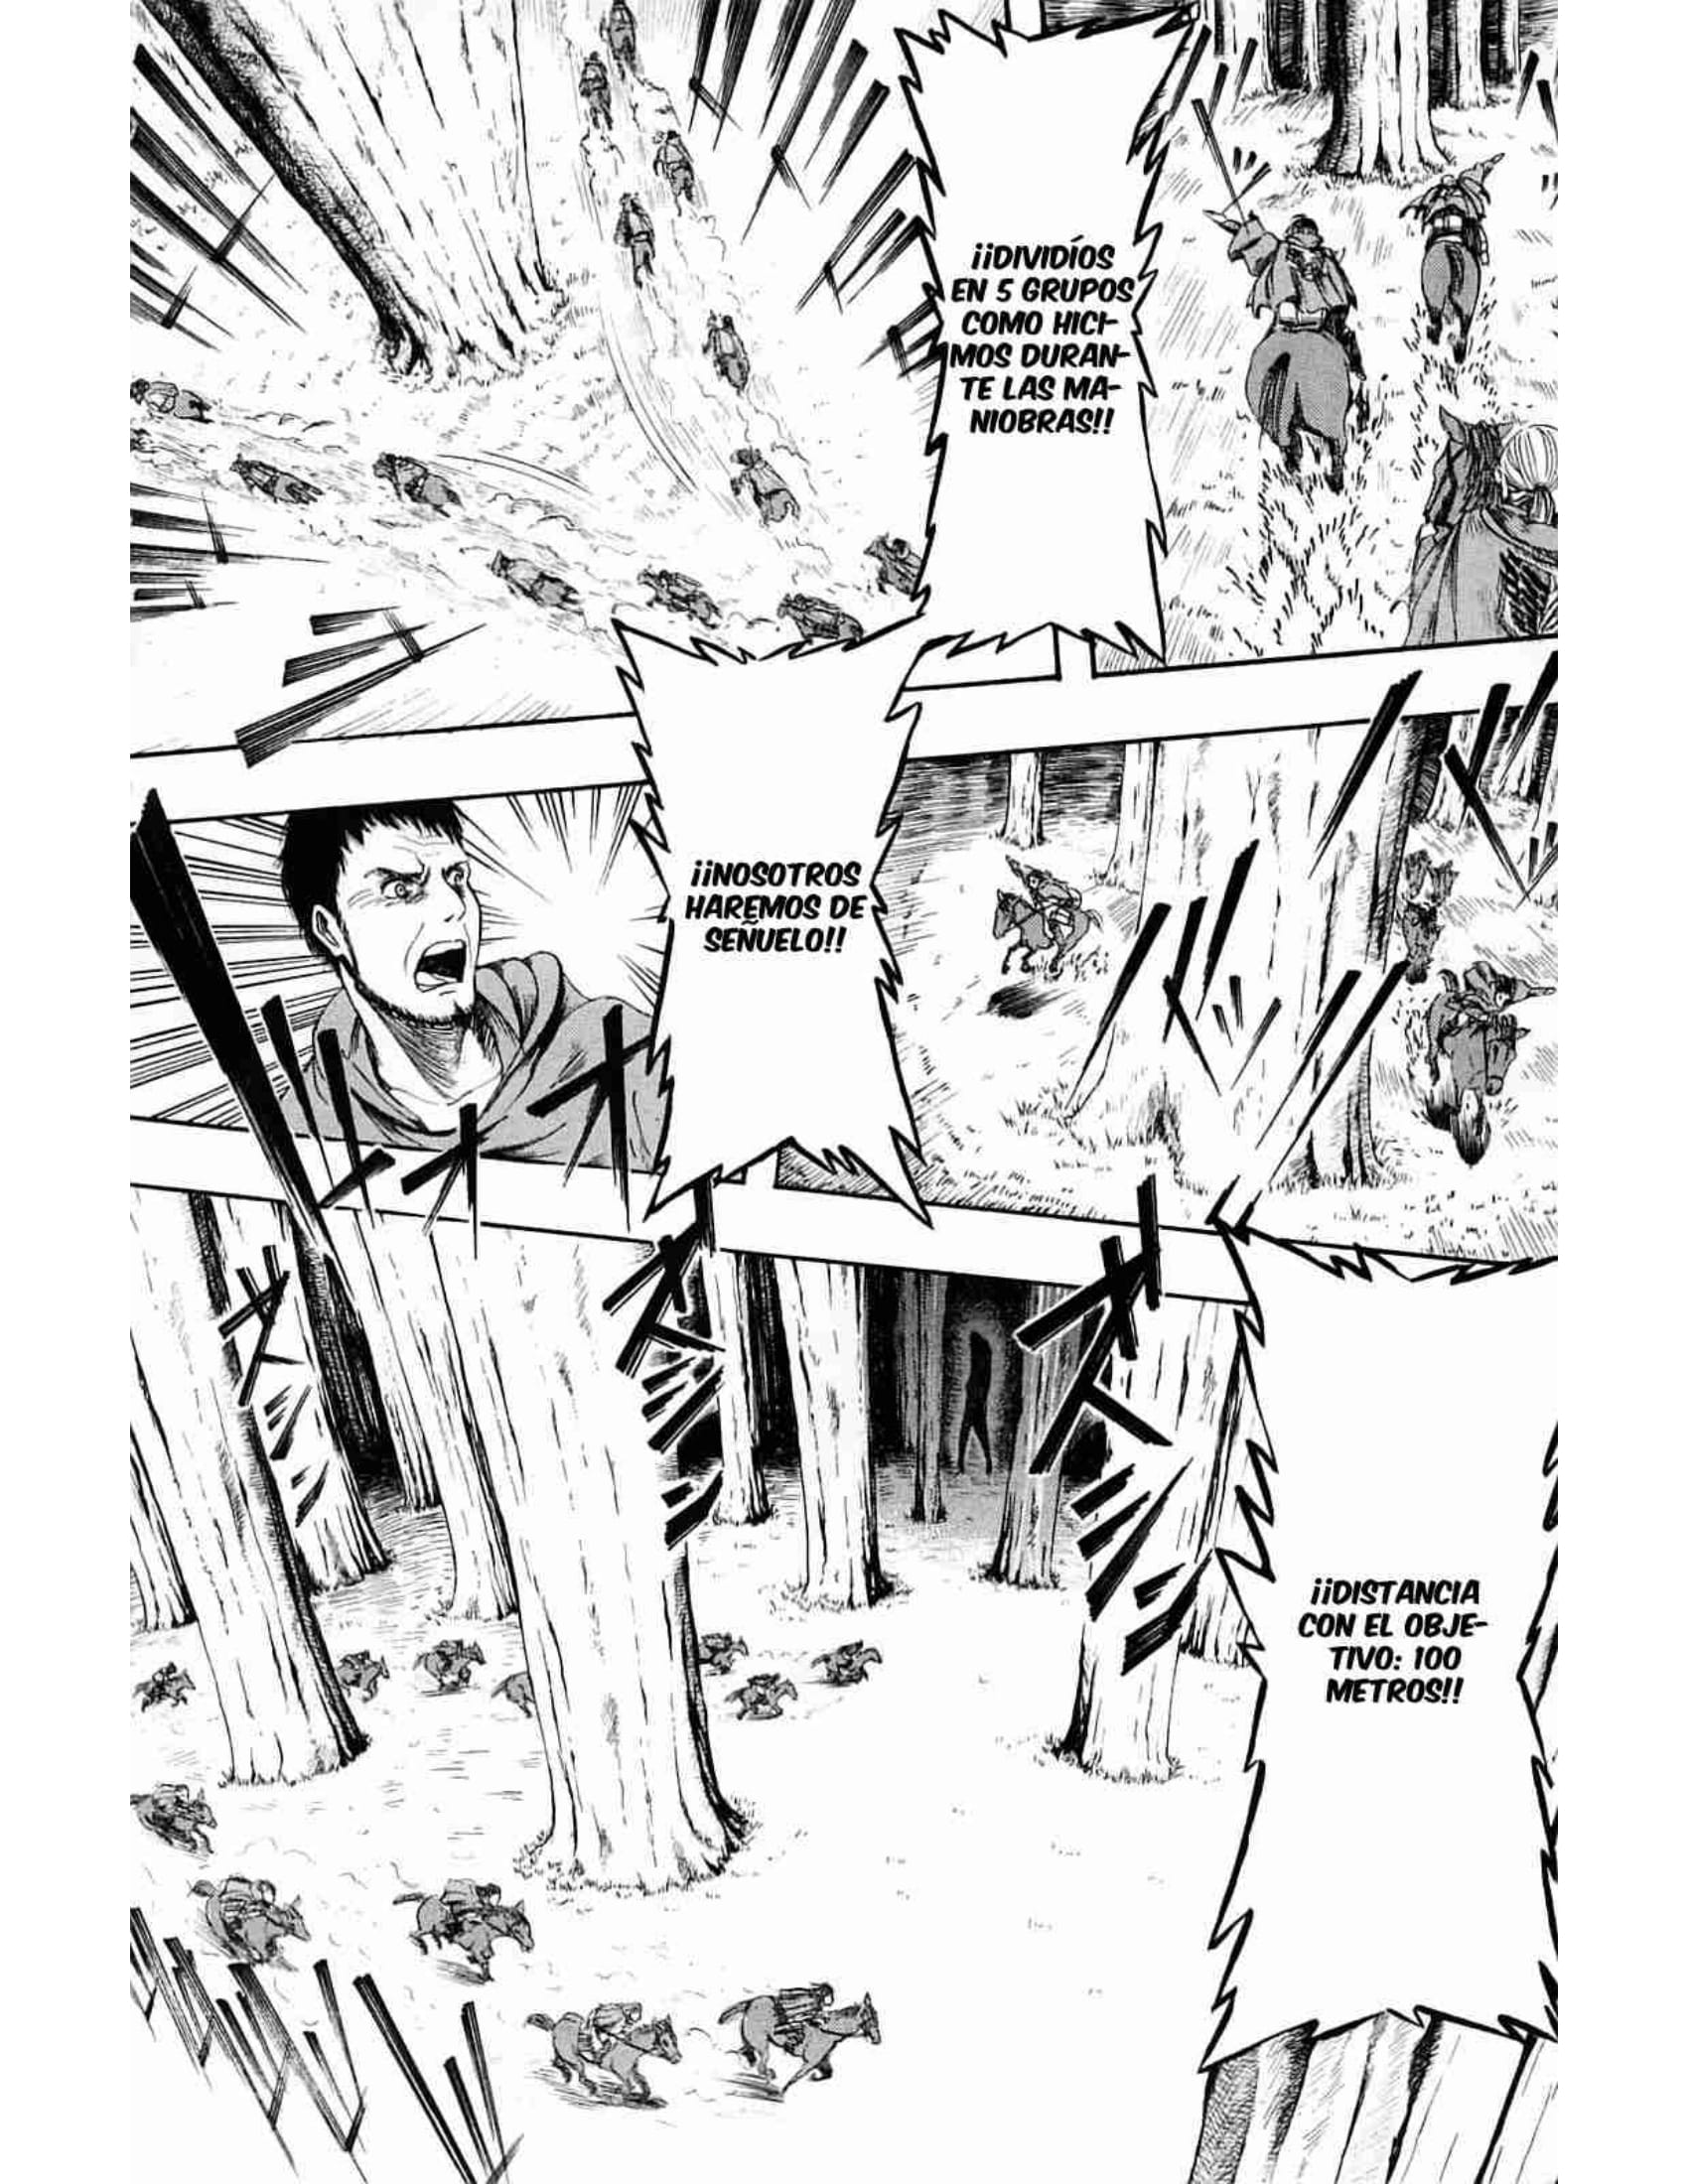 ¡¡DIVIDÍOS
EN 5 GRUPOS
COMO HICI-
MOS DURAN-
TE LAS MA-
NIOBRAS!!
¡¡NOSOTROS
HAREMOS DE
SEÑUELO!!
¡¡DISTANCIA
CON EL OBJE-
TIVO: 100
METROS!!